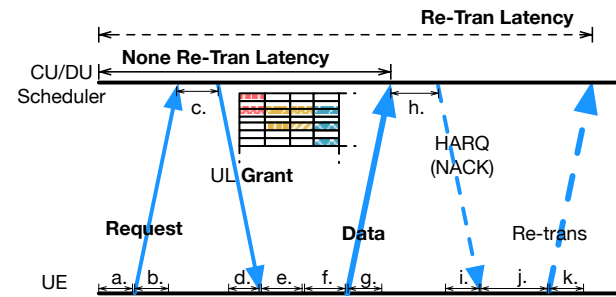 Re-Tran Latency
None Re-Tran Latency
CU/DU
Scheduler
c.
h.
UL Grant
HARQ
(NACK)
Request
Data
Re-trans
UE
a. b. d. e. f. g. i. j. k.